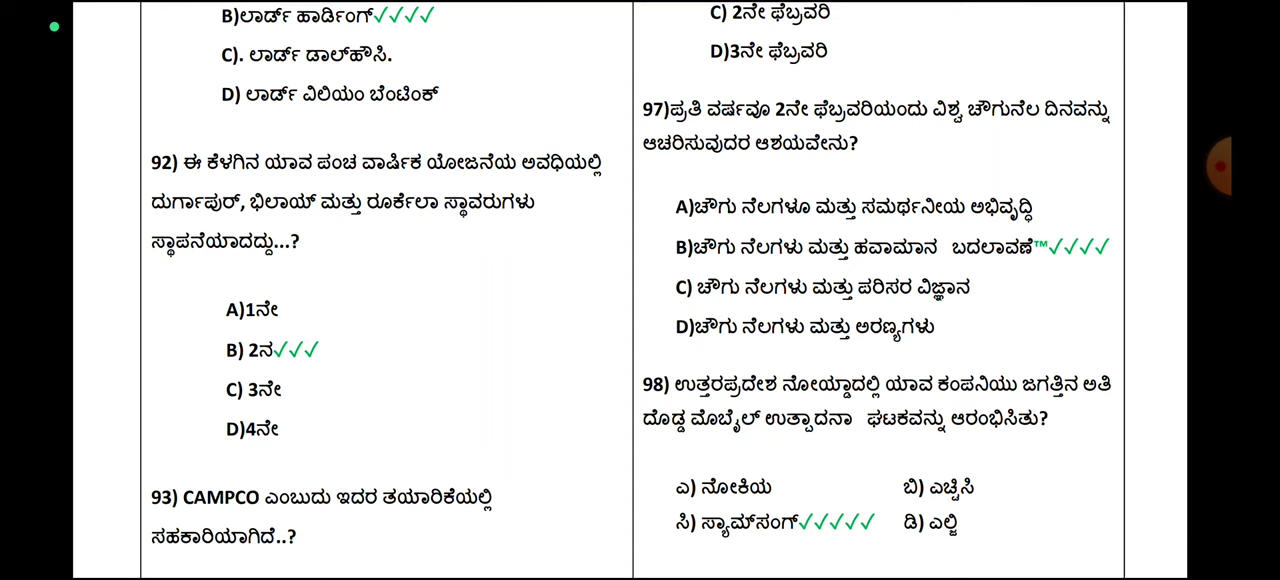 B)ಲಾರ್ಡ್ ಹಾರ್ಡಿಂಗ್✓✓✓✓
C). ಲಾರ್ಡ್ ಡಾಲ್‌ಹೌಸಿ.
D) ಲಾರ್ಡ್ ವಿಲಿಯಂ ಬೆಂಟಿಂಕ್
92) ಈ ಕೆಳಗಿನ ಯಾವ ಪಂಚ ವಾರ್ಷಿಕ ಯೋಜನೆಯ ಅವಧಿಯಲ್ಲಿ
ದುರ್ಗಾಪುರ್, ಭಿಲಾಯ್ ಮತ್ತು ರೂರ್ಕೆಲಾ ಸ್ಥಾವರುಗಳು
ಸ್ಥಾಪನೆಯಾದದ್ದು...?
A)1ನೇ
B) 2ನ✓✓✓
C) 3ನೇ
D)4ನೇ
93) CAMPCO ಎಂಬುದು ಇದರ ತಯಾರಿಕೆಯಲ್ಲಿ
ಸಹಕಾರಿಯಾಗಿದೆ..?
C) 2ನೇ ಫೆಬ್ರವರಿ
D)3ನೇ ಫೆಬ್ರವರಿ
97)ಪ್ರತಿ ವರ್ಷವೂ 2ನೇ ಫೆಬ್ರವರಿಯಂದು ವಿಶ್ವ ಚೌಗುನೆಲ ದಿನವನ್ನು
ಆಚರಿಸುವುದರ ಆಶಯವೇನು?
A)ಚೌಗು ನೆಲಗಳೂ ಮತ್ತು ಸಮರ್ಥನೀಯ ಅಭಿವೃದ್ಧಿ
B)ಚೌಗು ನೆಲಗಳು ಮತ್ತು ಹವಾಮಾನ ಬದಲಾವಣೆ™✓✓✓✓
C) ಚೌಗು ನೆಲಗಳು ಮತ್ತು ಪರಿಸರ ವಿಜ್ಞಾನ
D)ಚೌಗು ನೆಲಗಳು ಮತ್ತು ಅರಣ್ಯಗಳು
98) ಉತ್ತರಪ್ರದೇಶ ನೋಯ್ಡಾದಲ್ಲಿ ಯಾವ ಕಂಪನಿಯು ಜಗತ್ತಿನ ಅತಿ
ದೊಡ್ಡ ಮೊಬೈಲ್ ಉತ್ಪಾದನಾ ಘಟಕವನ್ನು ಆರಂಭಿಸಿತು?
ಎ) ನೋಕಿಯ ಬಿ) ಎಚ್ಟಿಸಿ
ಸಿ) ಸ್ಯಾಮ್‌ಸಂಗ್✓✓✓✓✓ ಡಿ) ಎಲ್ಜಿ